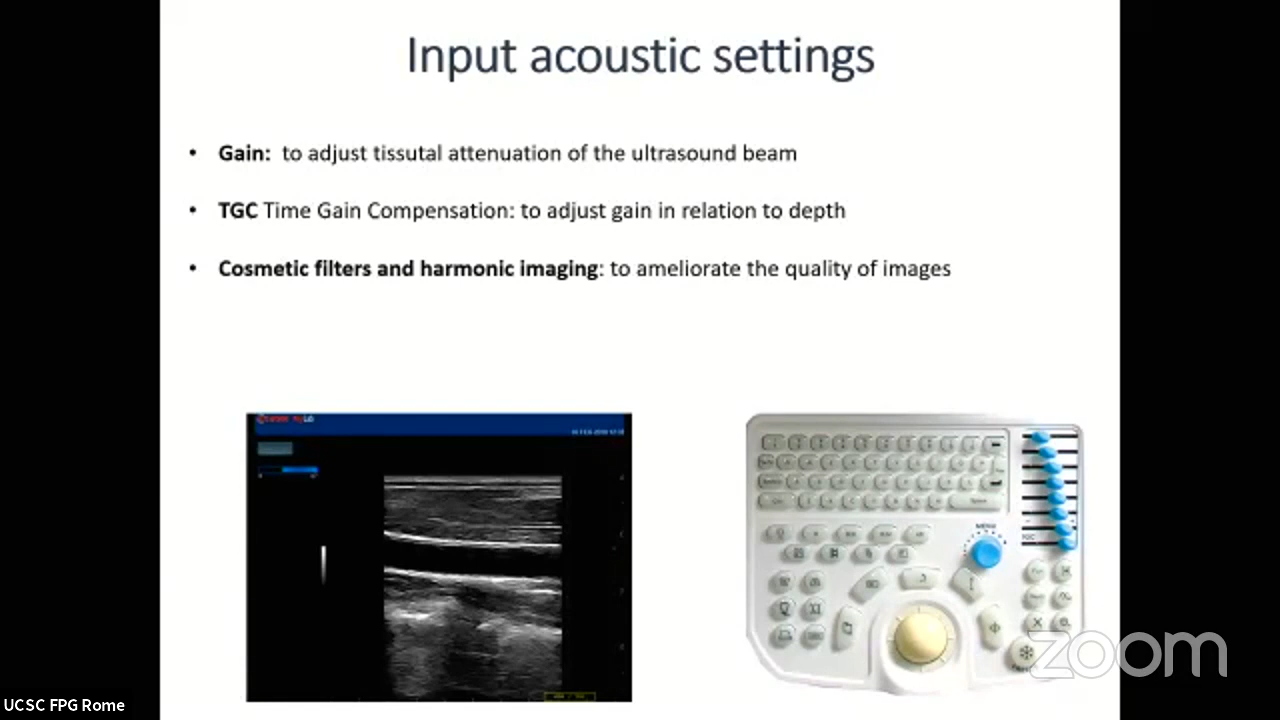 Input acoustic settings
• Gain: to adjust tissutal attenuation of the ultrasound beam
• TGC Time Gain Compensation: to adjust gain in relation to depth
• Cosmetic filters and harmonic imaging: to ameliorate the quality of images
MENU
zoom
UCSC FPG Rome